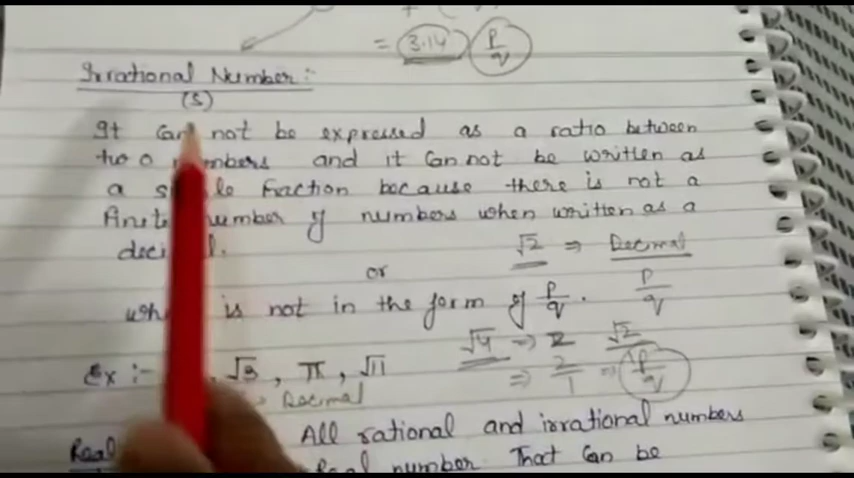 = 3.14 P/q
Irrational Number:-
(S)
It can not be expressed as a ratio between
two numbers and it can not be written as
a fraction because there is not a
number of numbers when written as a
√2 ⇒ Decimal
or
is not in the form of P/q. P/q
√4 ⇒ 2 √2
⇒ 2/1 ⇒ P/q
Ex :- , √3, π, √11
Decimal
Real All rational and irrational numbers
number. That can be